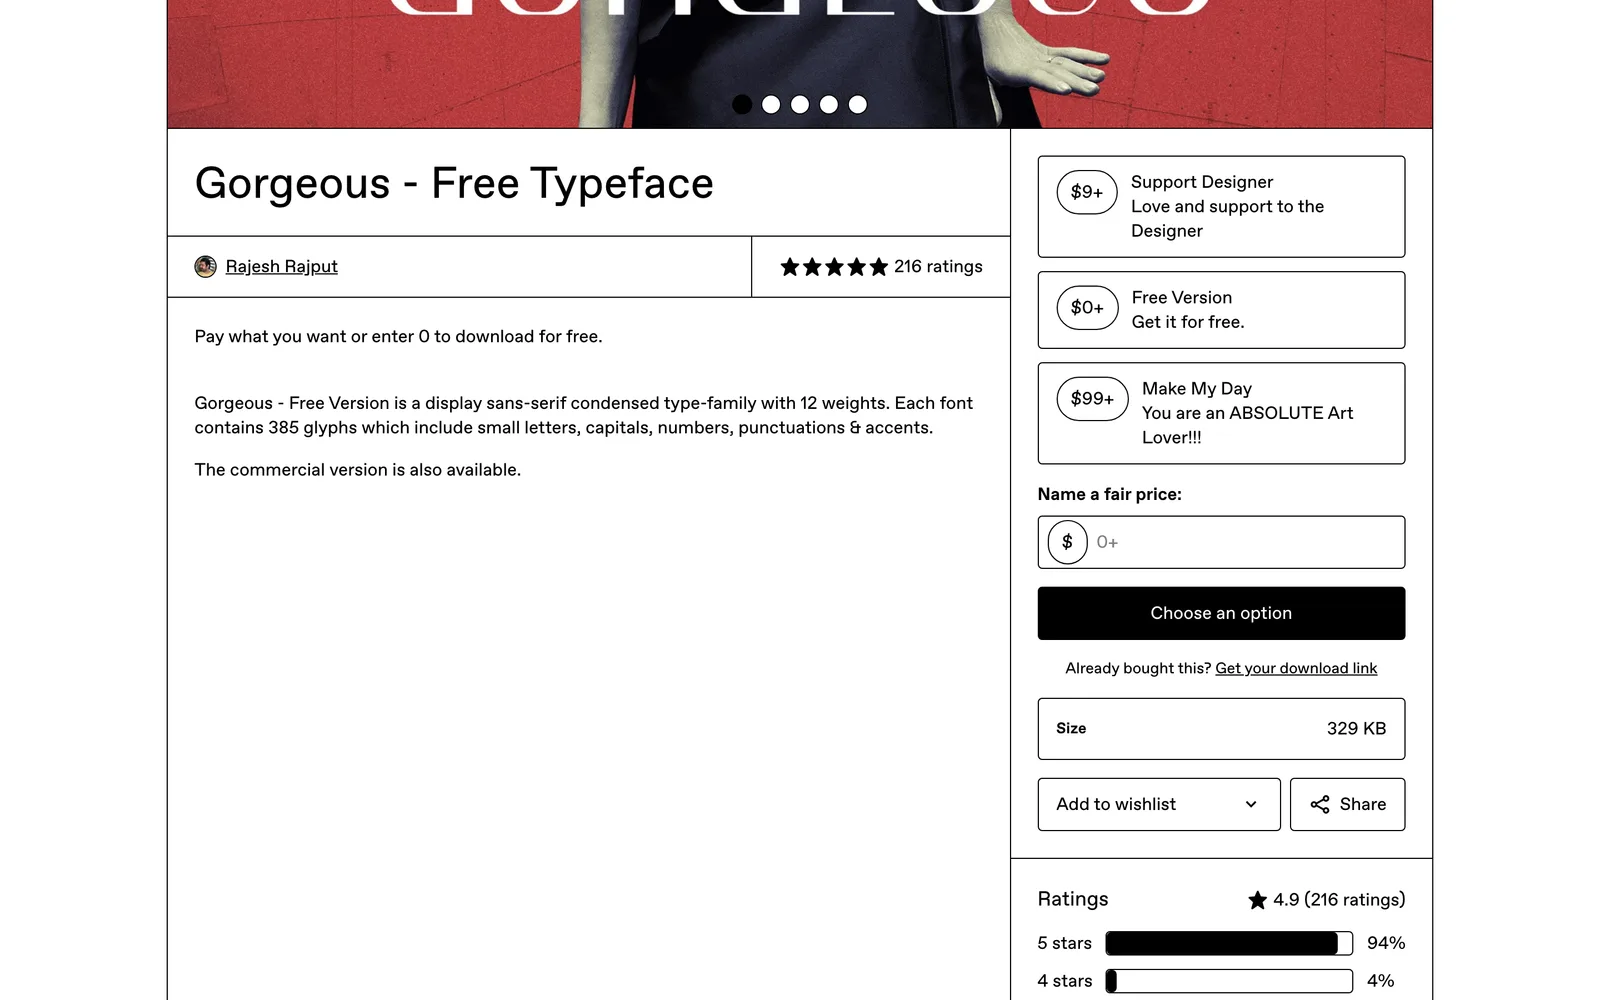 Gorgeous - Free Typeface
Rajesh Rajput
216 ratings
Pay what you want or enter 0 to download for free.
Gorgeous - Free Version is a display sans-serif condensed type-family with 12 weights. Each font
contains 385 glyphs which include small letters, capitals, numbers, punctuations & accents.
The commercial version is also available.
$9+
Support Designer
Love and support to the
Designer
$0+
Free Version
Get it for free.
$99+
Make My Day
You are an ABSOLUTE Art
Lover!!!
Name a fair price:
$ 0+
Choose an option
Already bought this? Get your download link
Size 329 KB
Add to wishlist
Share
Ratings 4.9 (216 ratings)
5 stars 94%
4 stars 4%